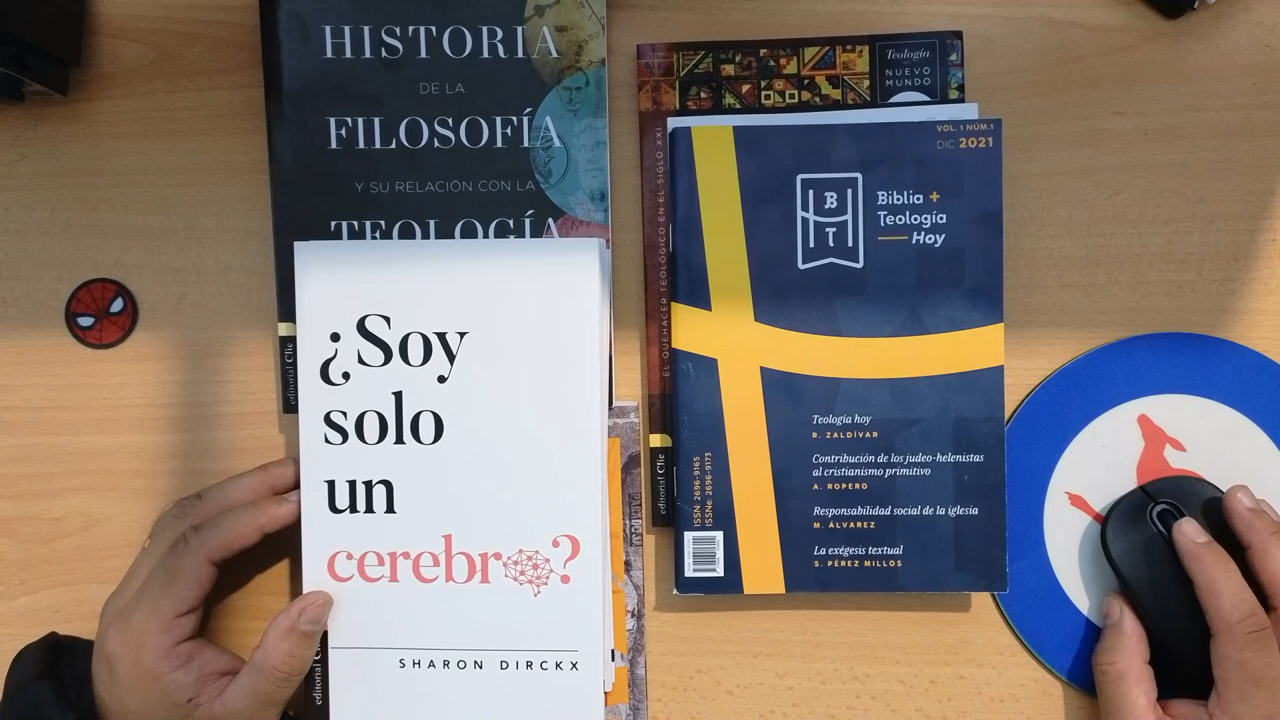 HISTORIA
DE LA
FILOSOFÍA
Y SU RELACIÓN CON LA
TEOLOGÍA
editorial Clie
¿Soy
solo
un
cerebro?
SHARON DIRCKX
editorial Cl
Teología
NUEVO
MUNDO
EL QUEHACER TEOLÓGICO EN EL SIGLO XXI
editorial Clie
VOL. 1 NÚM.1
DIC 2021
B
H
T
Biblia +
Teología
Hoy
Teología hoy
R. ZALDÍVAR
Contribución de los judeo-helenistas
al cristianismo primitivo
A. ROPERO
Responsabilidad social de la iglesia
M. ÁLVAREZ
La exégesis textual
S. PÉREZ MILLOS
ISSN: 2696-9165
ISSNe: 2696-9173